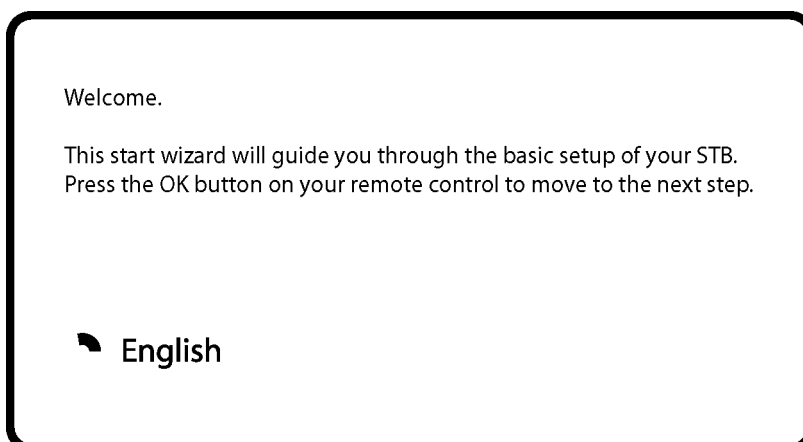 Welcome.
This start wizard will guide you through the basic setup of your STB.
Press the OK button on your remote control to move to the next step.
English